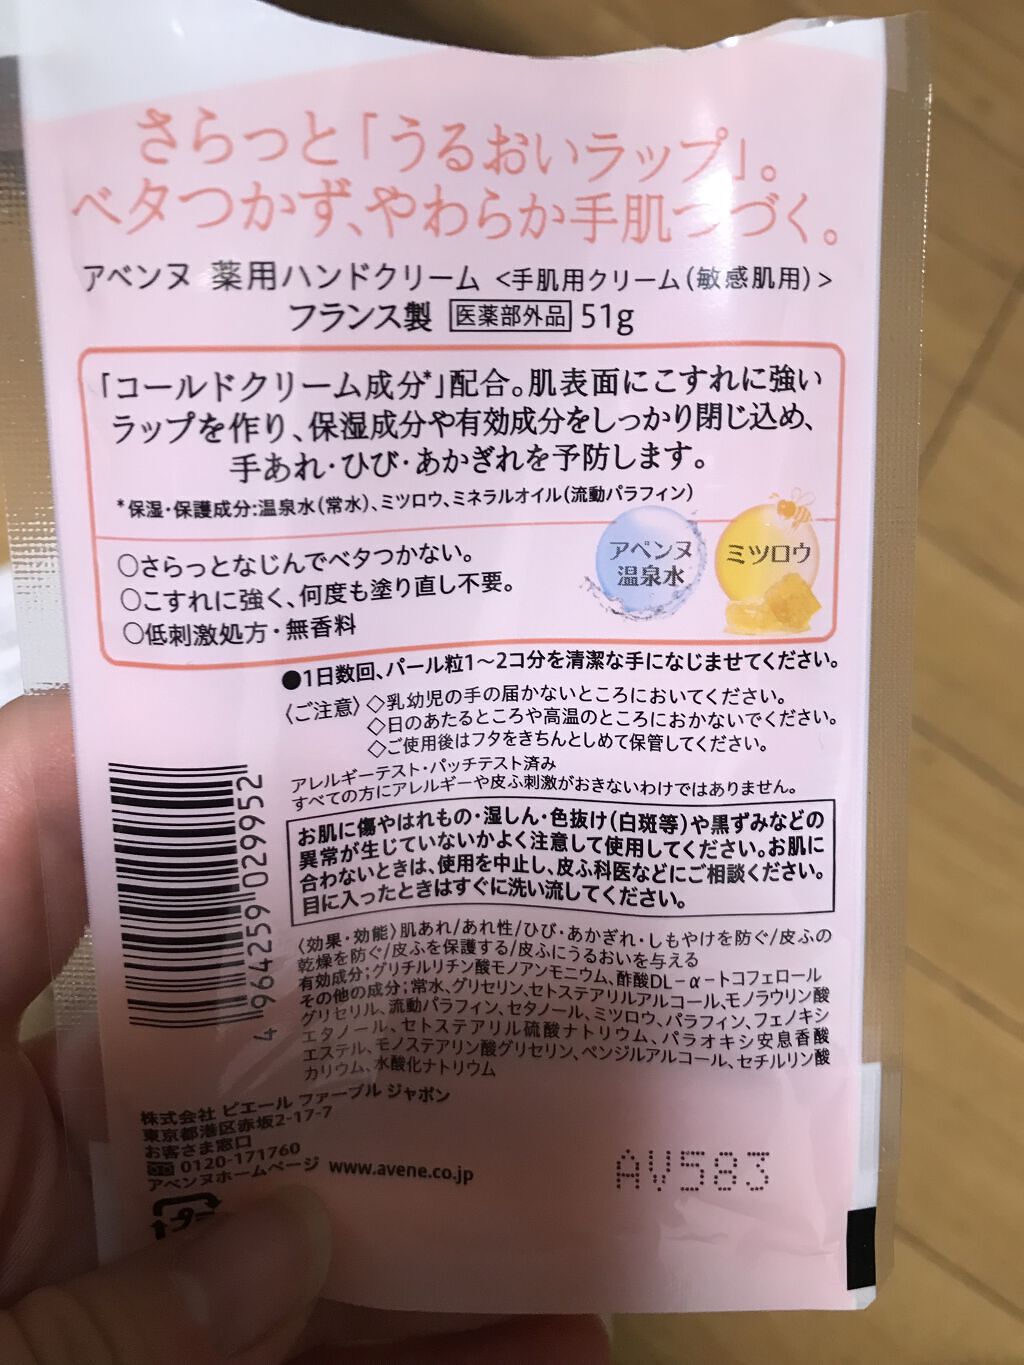 さらっと「うるおいラップ」。
ベタつかず、やわらか手肌つづく。
アベンヌ 薬用ハンドクリーム <手肌用クリーム(敏感肌用)>
フランス製 医薬部外品 51g
「コールドクリーム成分*」配合。肌表面にこすれに強い
ラップを作り、保湿成分や有効成分をしっかり閉じ込め、
手あれ・ひび・あかぎれを予防します。
*保湿・保護成分:温泉水(常水)、ミツロウ、ミネラルオイル(流動パラフィン)
○さらっとなじんでベタつかない。
○こすれに強く、何度も塗り直し不要。
○低刺激処方・無香料
アベンヌ
温泉水
ミツロウ
●1日数回、パール粒1～2コ分を清潔な手になじませてください。
〈ご注意〉◇乳幼児の手の届かないところにおいてください。
◇日のあたるところや高温のところにおかないでください。
◇ご使用後はフタをきちんとしめて保管してください。
アレルギーテスト・パッチテスト済み
すべての方にアレルギーや皮ふ刺激がおきないわけではありません。
お肌に傷やはれもの・湿しん・色抜け(白斑等)や黒ずみなどの
異常が生じていないかよく注意して使用してください。お肌に
合わないときは、使用を中止し、皮ふ科医などにご相談ください。
目に入ったときはすぐに洗い流してください。
〈効果・効能〉肌あれ/あれ性/ひび・あかぎれ・しもやけを防ぐ/皮ふの
乾燥を防ぐ/皮ふを保護する/皮ふにうるおいを与える
有効成分;グリチルリチン酸モノアンモニウム、酢酸DL-α-トコフェロール
その他の成分;常水、グリセリン、セトステアリルアルコール、モノラウリン酸
グリセリル、流動パラフィン、セタノール、ミツロウ、パラフィン、フェノキシ
エタノール、セトステアリル硫酸ナトリウム、パラオキシ安息香酸
エステル、モノステアリン酸グリセリン、ベンジルアルコール、セチルリン酸
カリウム、水酸化ナトリウム
4 964259 029952
株式会社 ピエール ファーブル ジャポン
東京都港区赤坂2-17-7
お客さま窓口
0120-171760
アベンヌホームページ www.avene.co.jp
AV583
プラ